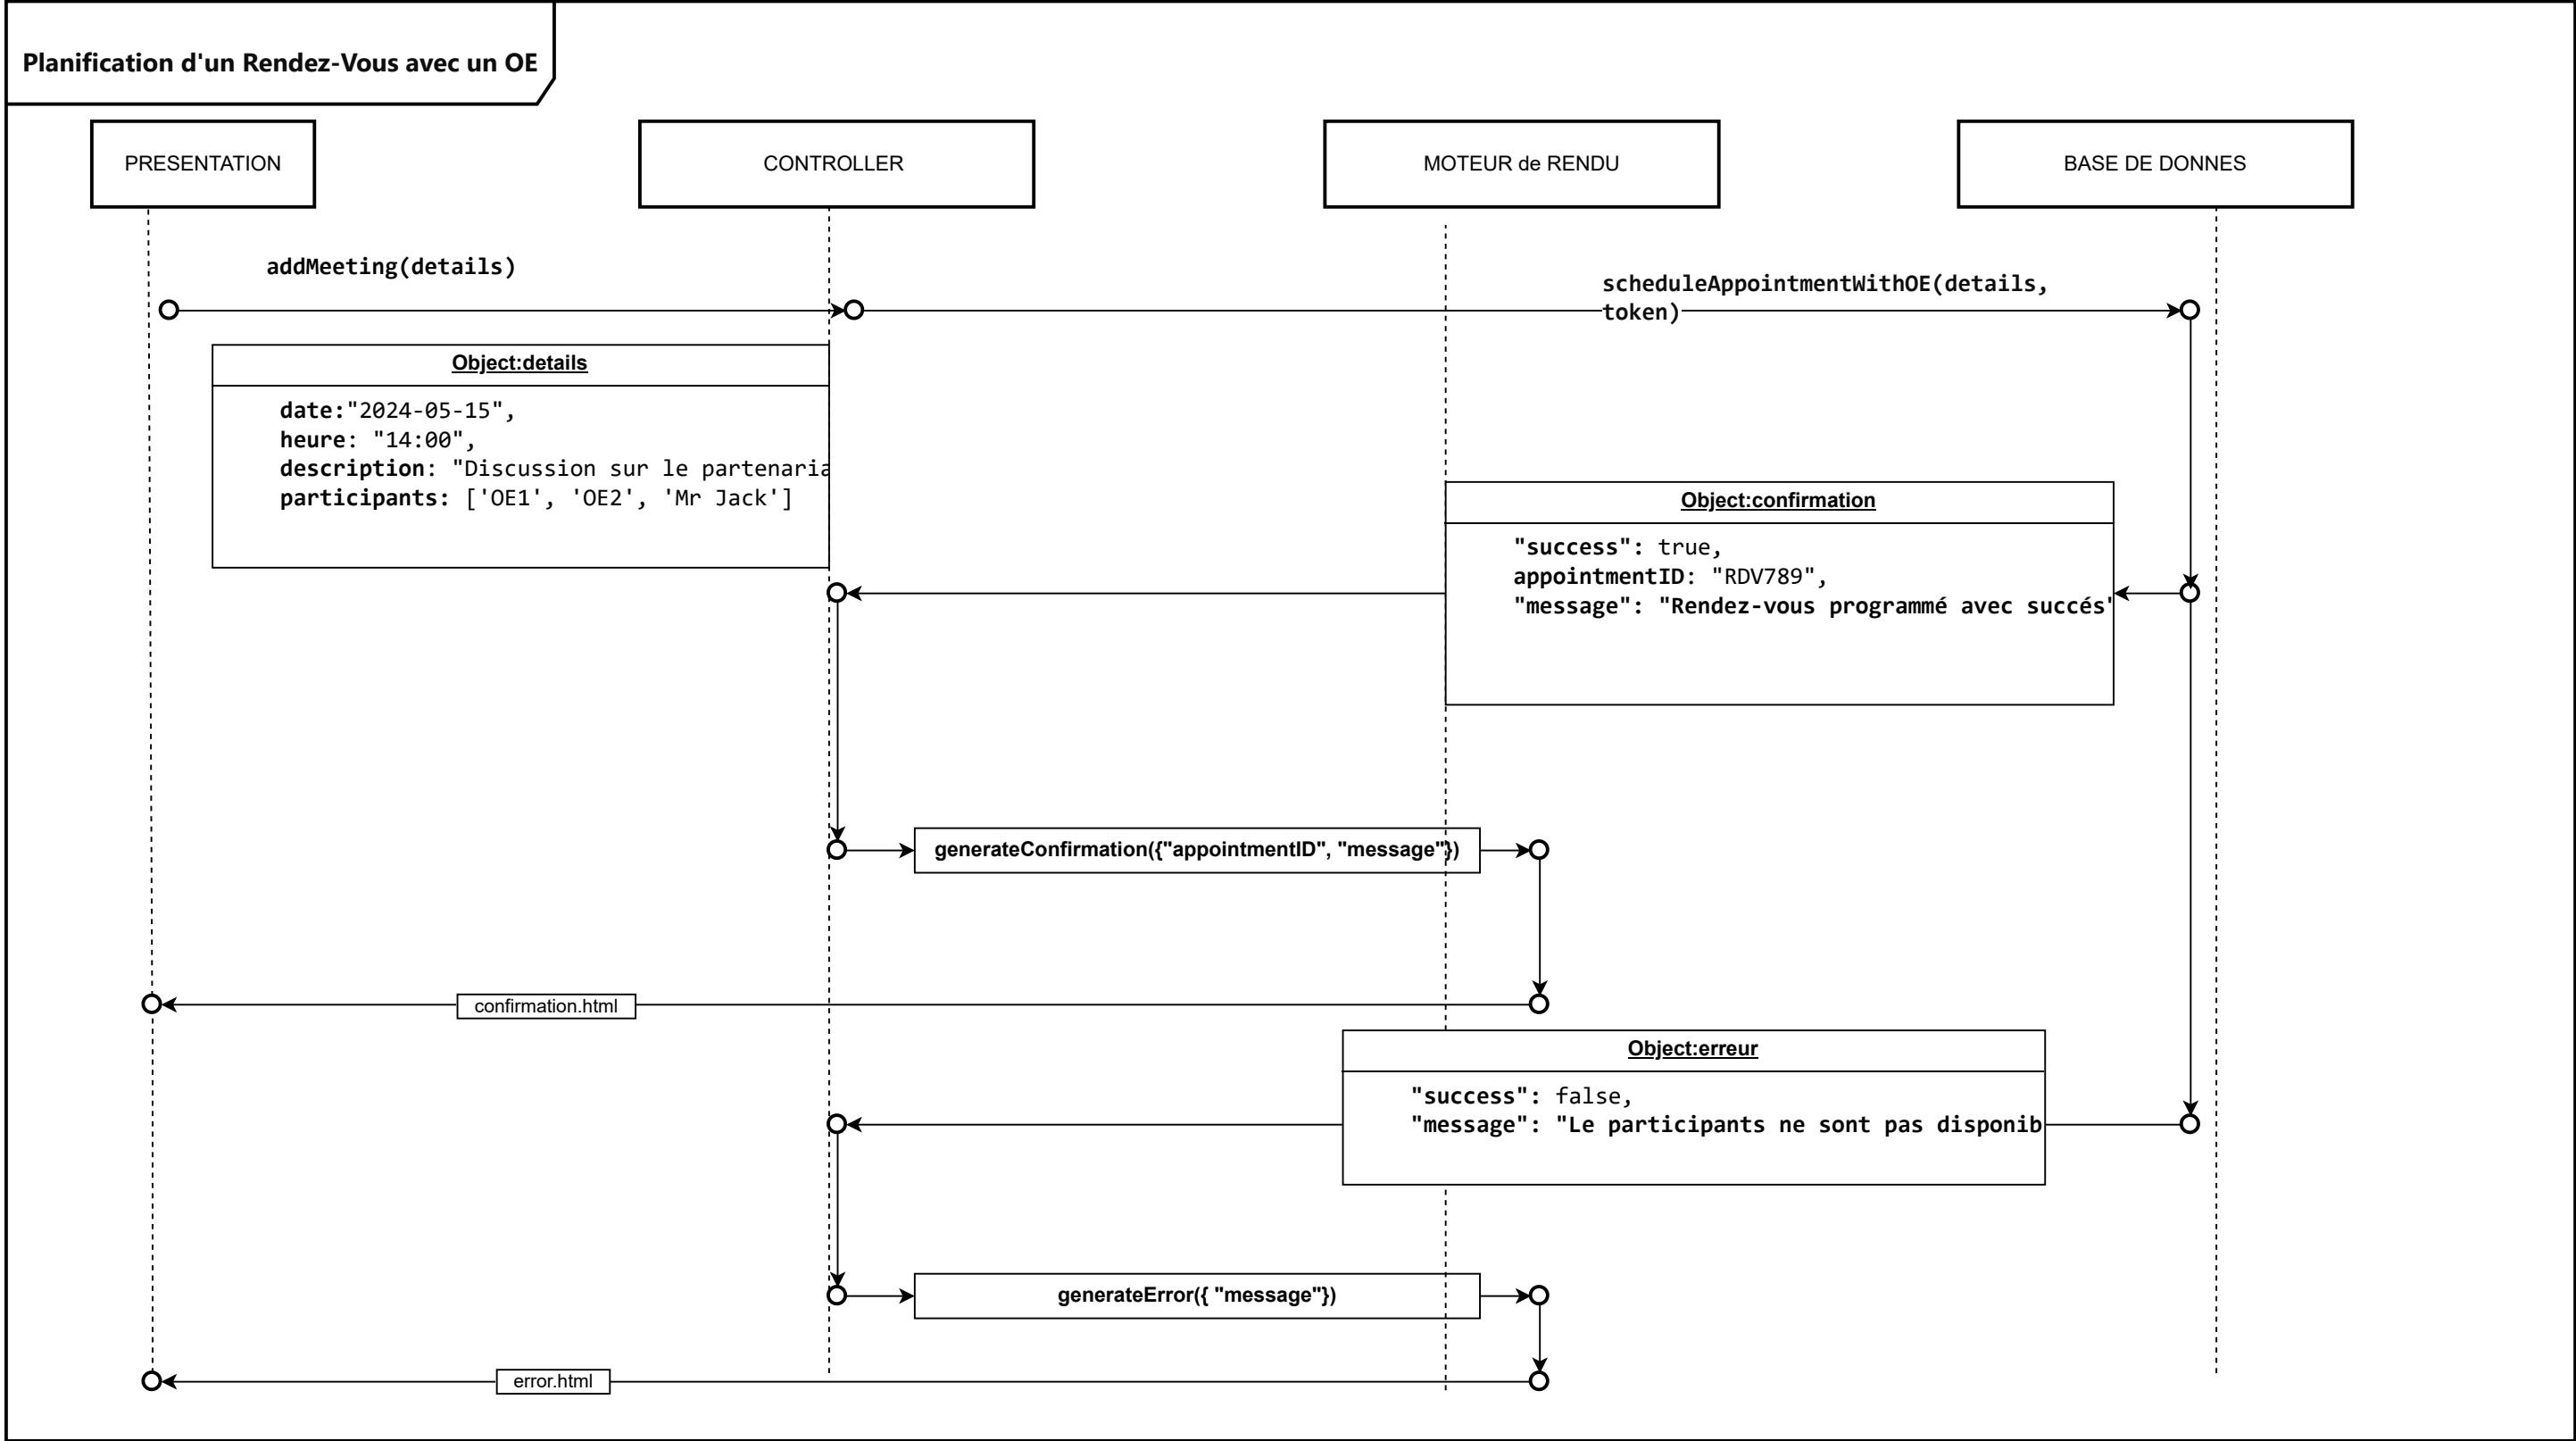 Planification d'un Rendez-Vous avec un OE
PRESENTATION
CONTROLLER
MOTEUR de RENDU
BASE DE DONNES
addMeeting(details)
scheduleAppointmentWithOE(details,
token)
Object:details
date:"2024-05-15",
heure: "14:00",
description: "Discussion sur le partenaria
participants: ['OE1', 'OE2', 'Mr Jack']
Object:confirmation
"success": true,
appointmentID: "RDV789",
"message": "Rendez-vous programmé avec succés"
generateConfirmation({"appointmentID", "message"})
confirmation.html
Object:erreur
"success": false,
"message": "Le participants ne sont pas disponib
generateError({ "message"})
error.html